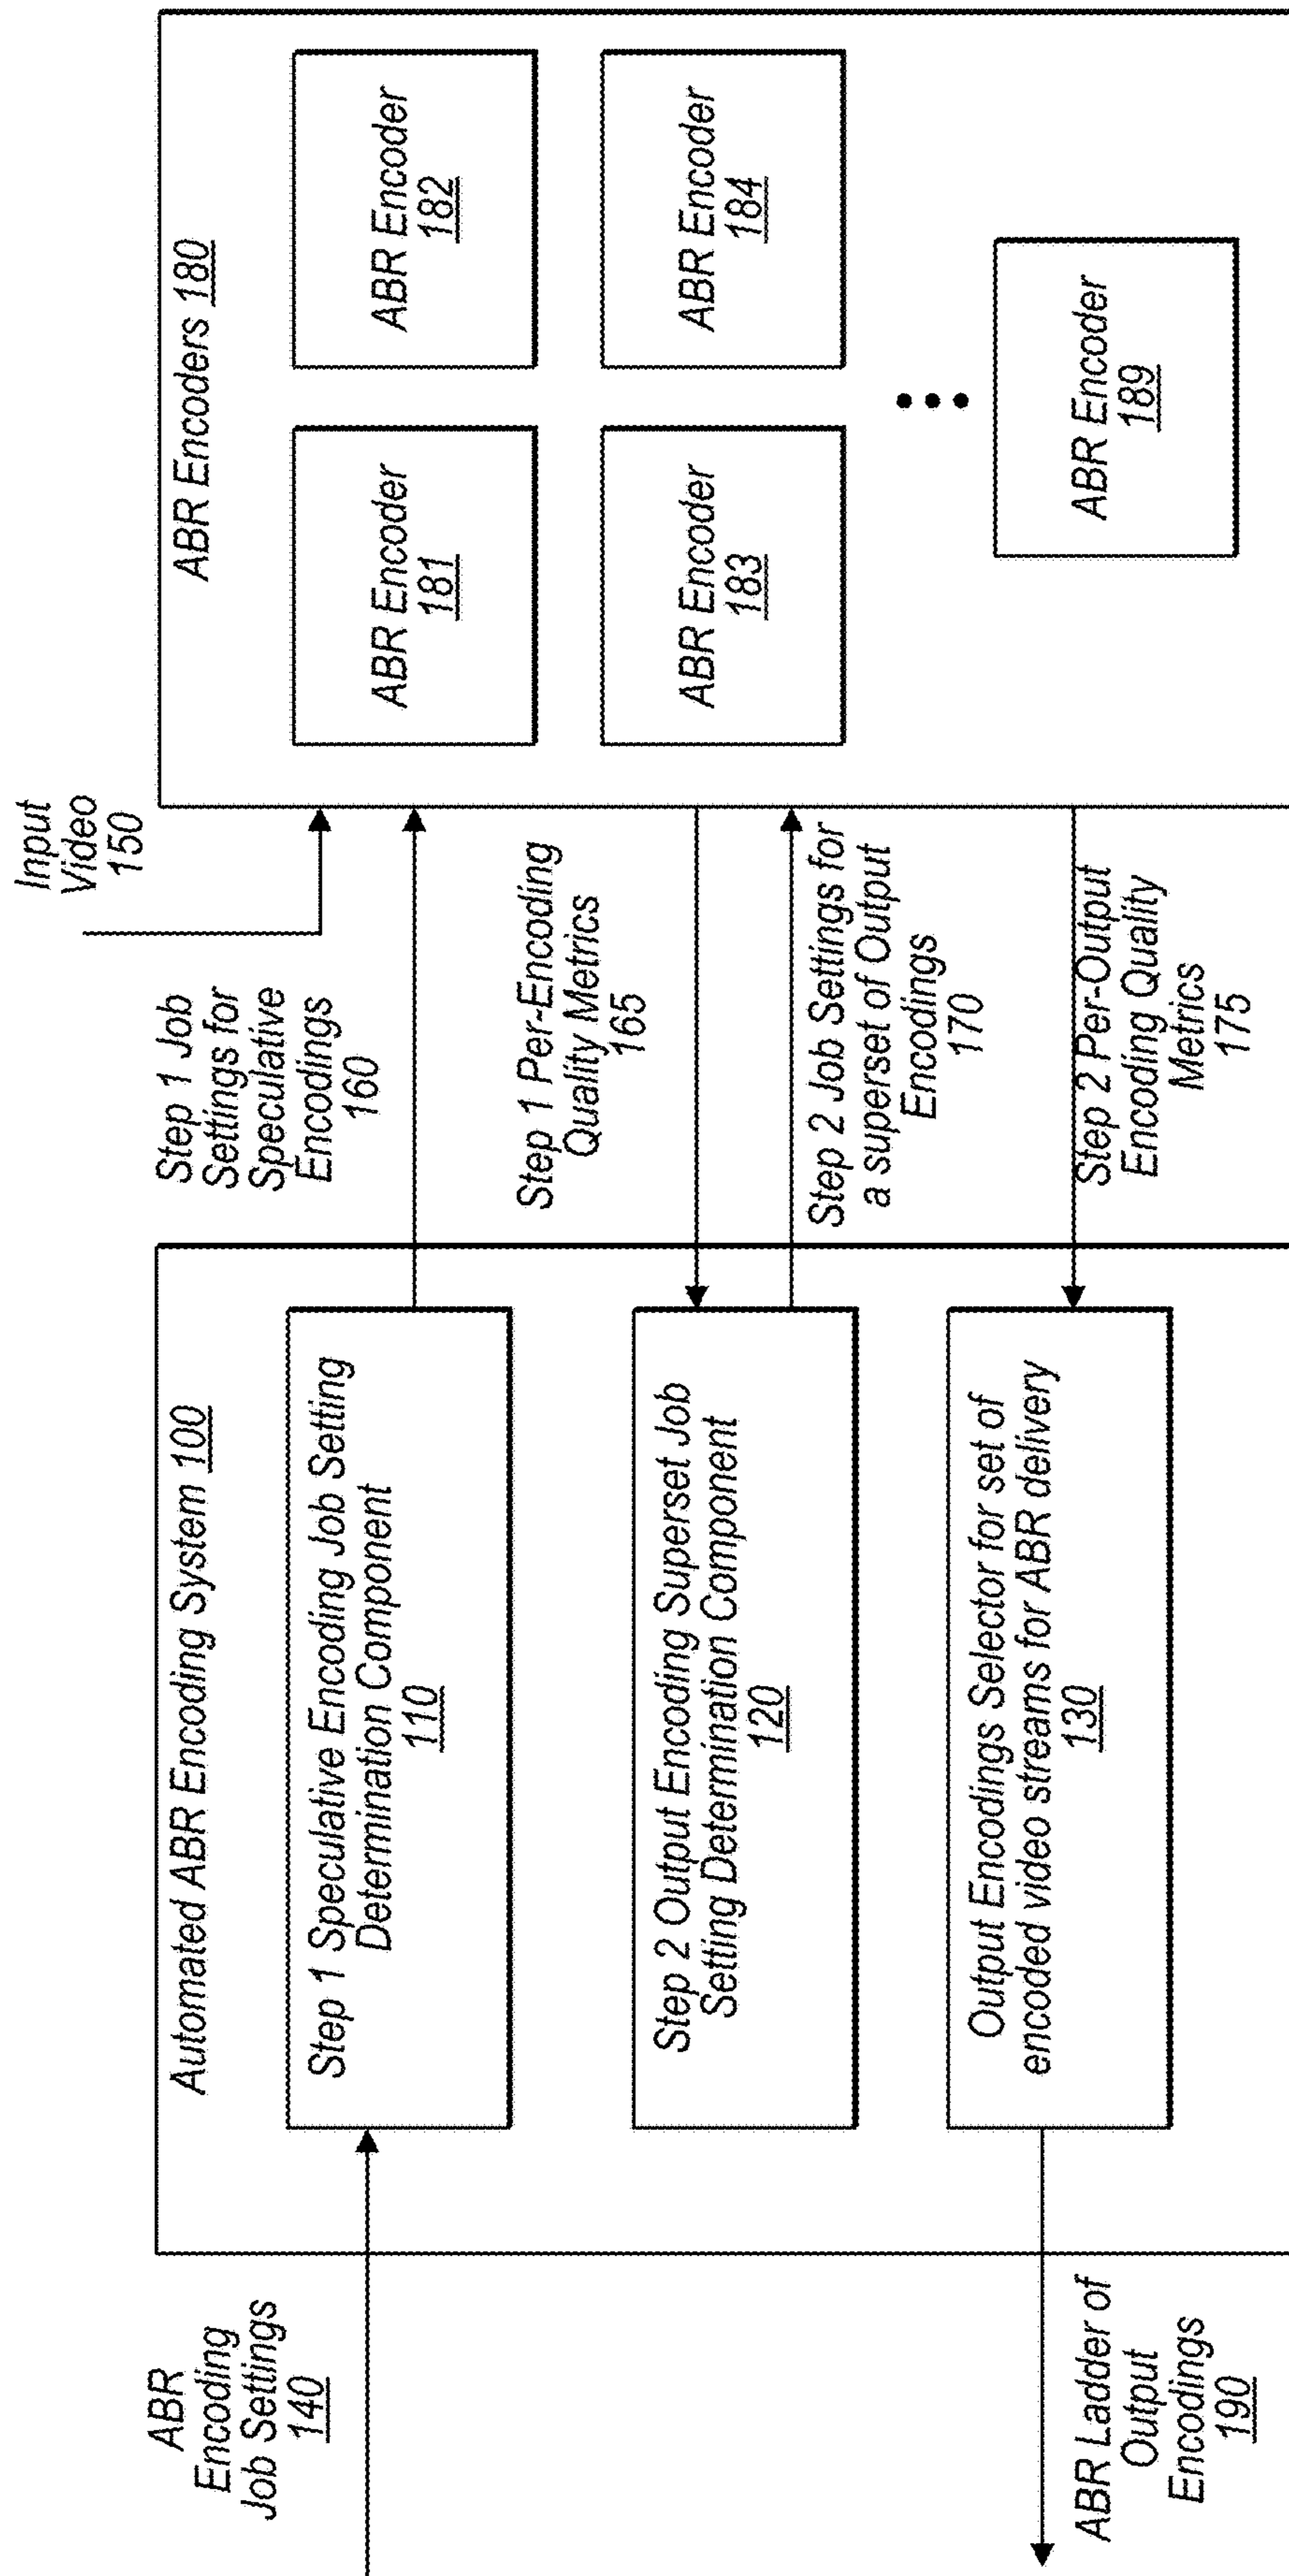 ABR
Encoding
Job Settings
140
ABR Ladder of
Output
Encodings
190
Automated ABR Encoding System 100
Step 1 Speculative Encoding Job Setting
Determination Component
110
Step 2 Output Encoding Superset Job
Setting Determination Component
120
Output Encodings Selector for set of
encoded video streams for ABR delivery
130
Input
Video
150
Step 1 Job
Settings for
Speculative
Encodings
160
Step 1 Per-Encoding
Quality Metrics
165
Step 2 Job Settings for
a superset of Output
Encodings
170
Step 2 Per-Output
Encoding Quality
Metrics
175
ABR Encoders 180
ABR Encoder
181
ABR Encoder
182
ABR Encoder
183
ABR Encoder
184
ABR Encoder
189